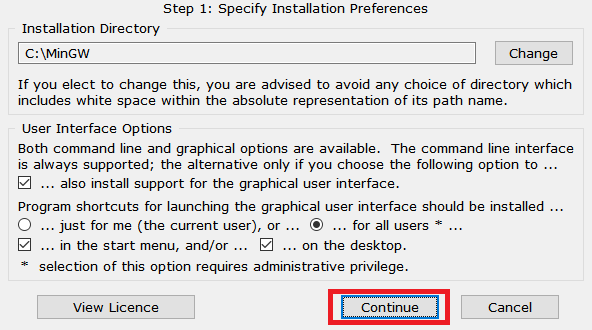 Step 1: Specify Installation Preferences
Installation Directory
C:\MinGW
Change
If you elect to change this, you are advised to avoid any choice of directory which
includes white space within the absolute representation of its path name.
User Interface Options
Both command line and graphical options are available.  The command line interface
is always supported; the alternative only if you choose the following option to ...
... also install support for the graphical user interface.
Program shortcuts for launching the graphical user interface should be installed ...
... just for me (the current user), or ... ... for all users * ...
... in the start menu, and/or ... ... on the desktop.
* selection of this option requires administrative privilege.
View Licence Continue Cancel